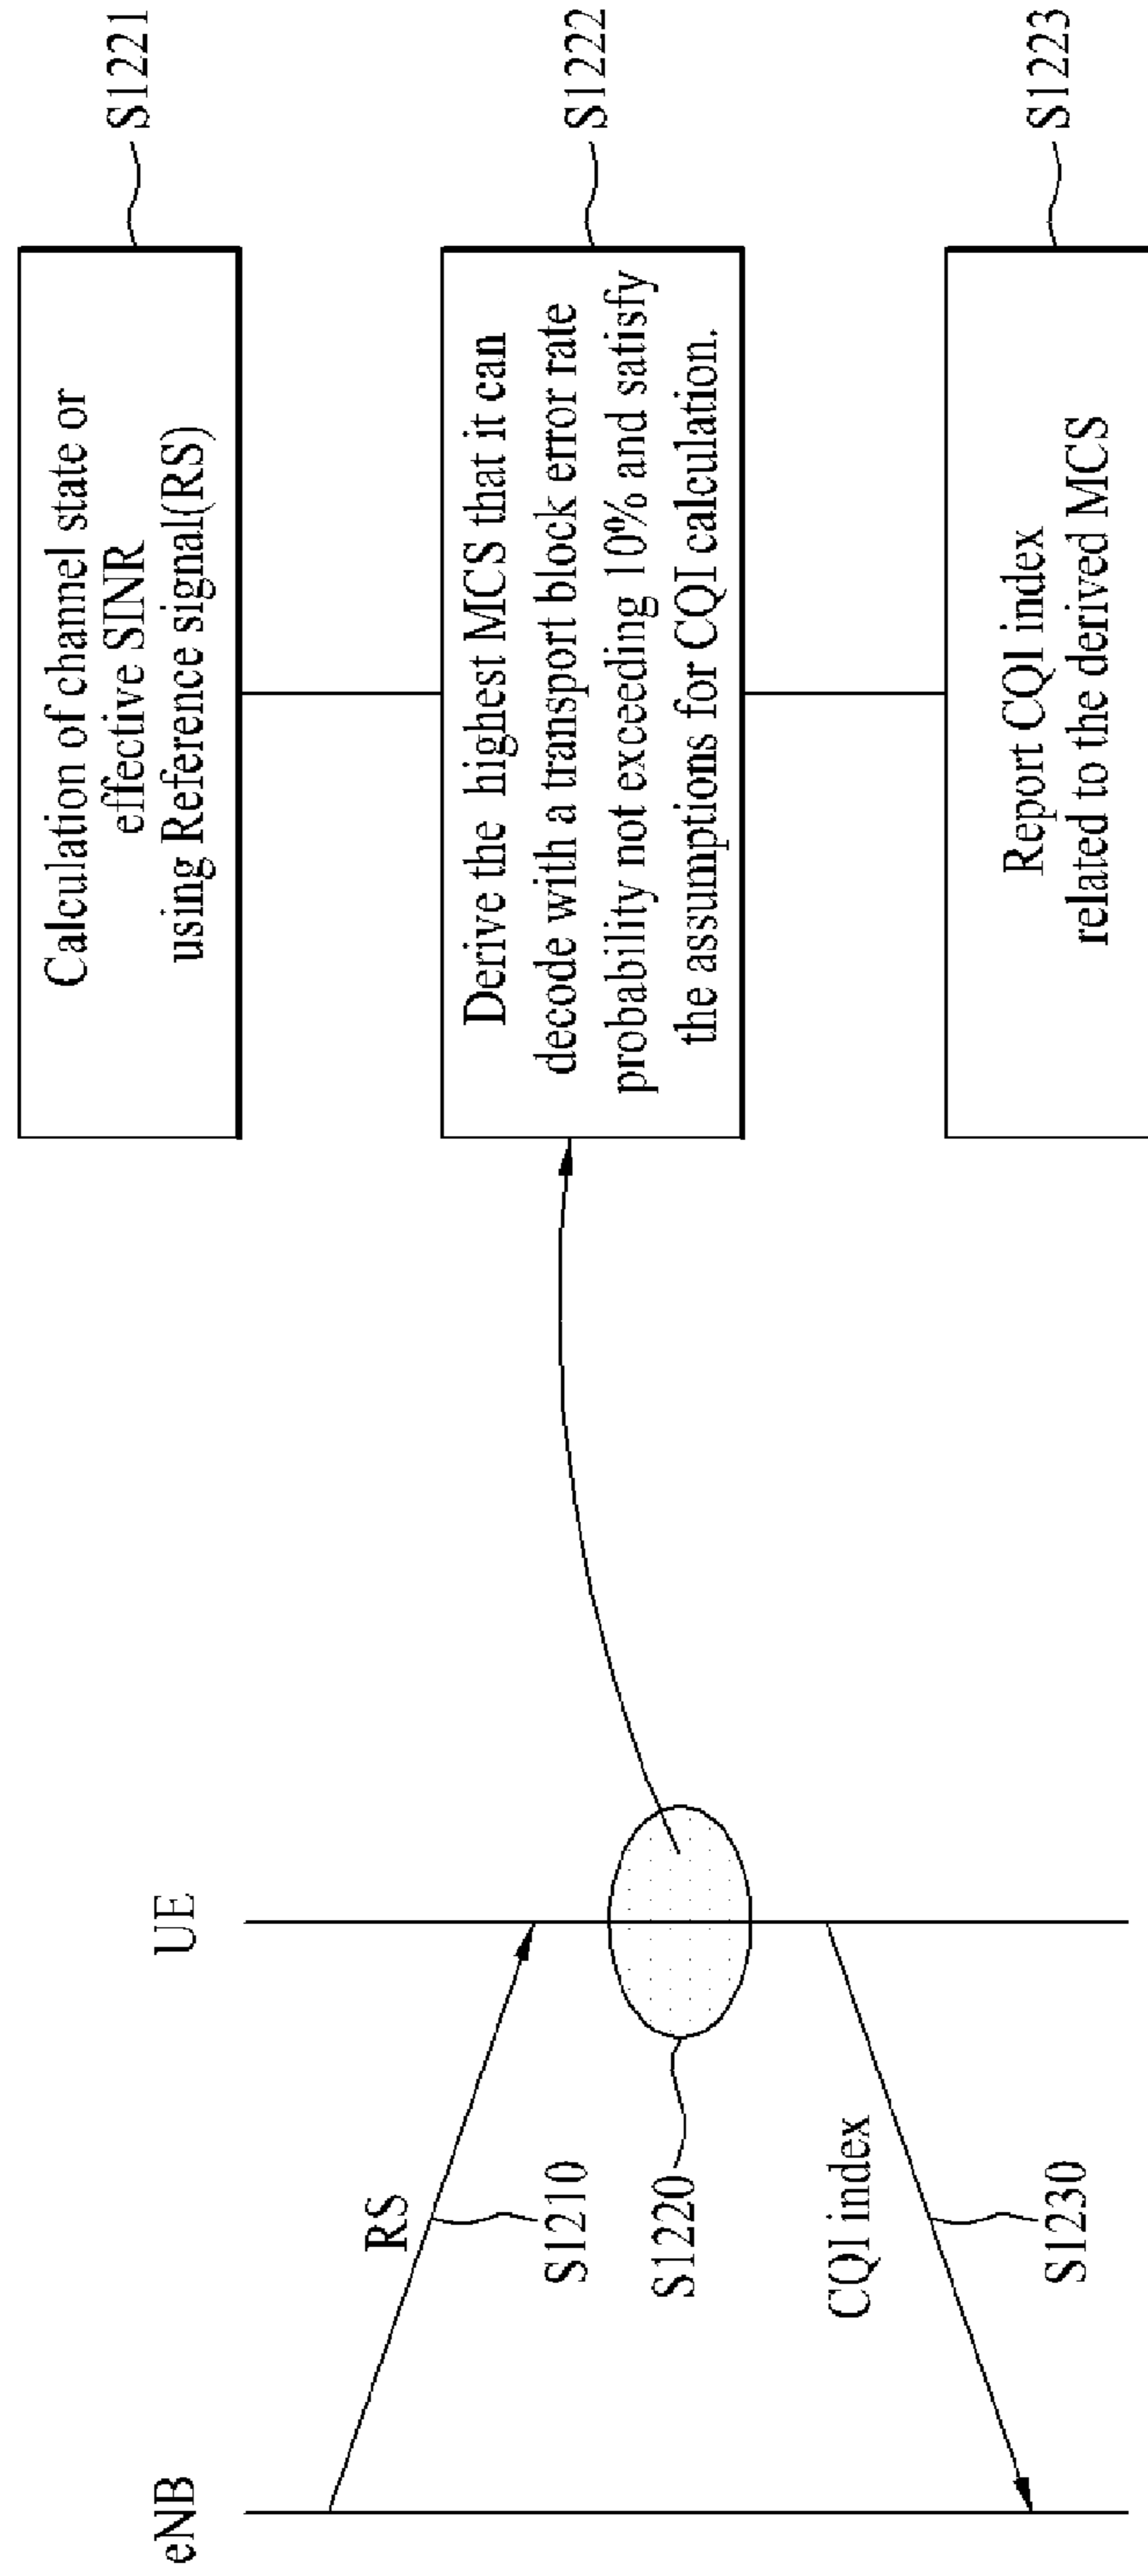 eNB
UE
RS
S1210
S1220
CQI index
S1230
Calculation of channel state or
effective SINR
using Reference signal(RS)
S1221
Derive the highest MCS that it can
decode with a transport block error rate
probability not exceeding 10% and satisfy
the assumptions for CQI calculation.
S1222
Report CQI index
related to the derived MCS
S1223